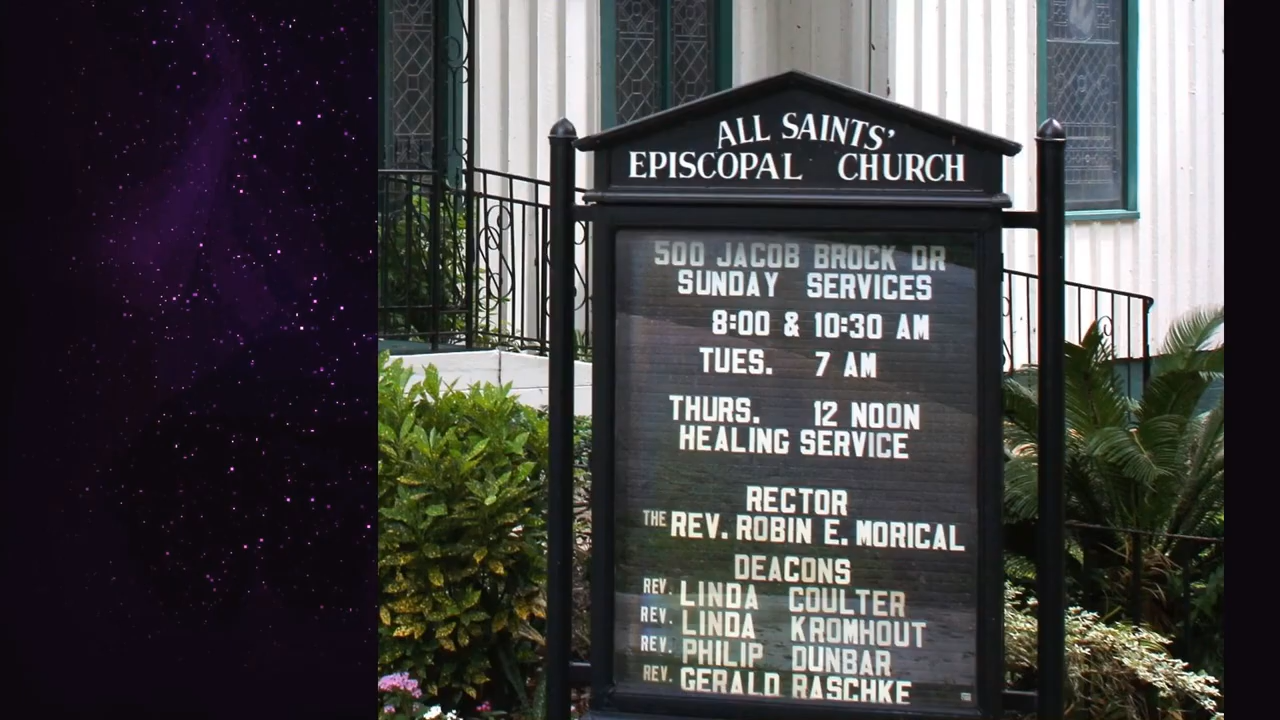 ALL SAINTS'
EPISCOPAL CHURCH
500 JACOB BROCK DR
SUNDAY SERVICES
8:00 & 10:30 AM
TUES. 7 AM
THURS. 12 NOON
HEALING SERVICE
RECTOR
THE REV. ROBIN E. MORICAL
DEACONS
REV. LINDA COULTER
REV. LINDA KROMHOUT
REV. PHILIP DUNBAR
REV. GERALD RASCHKE